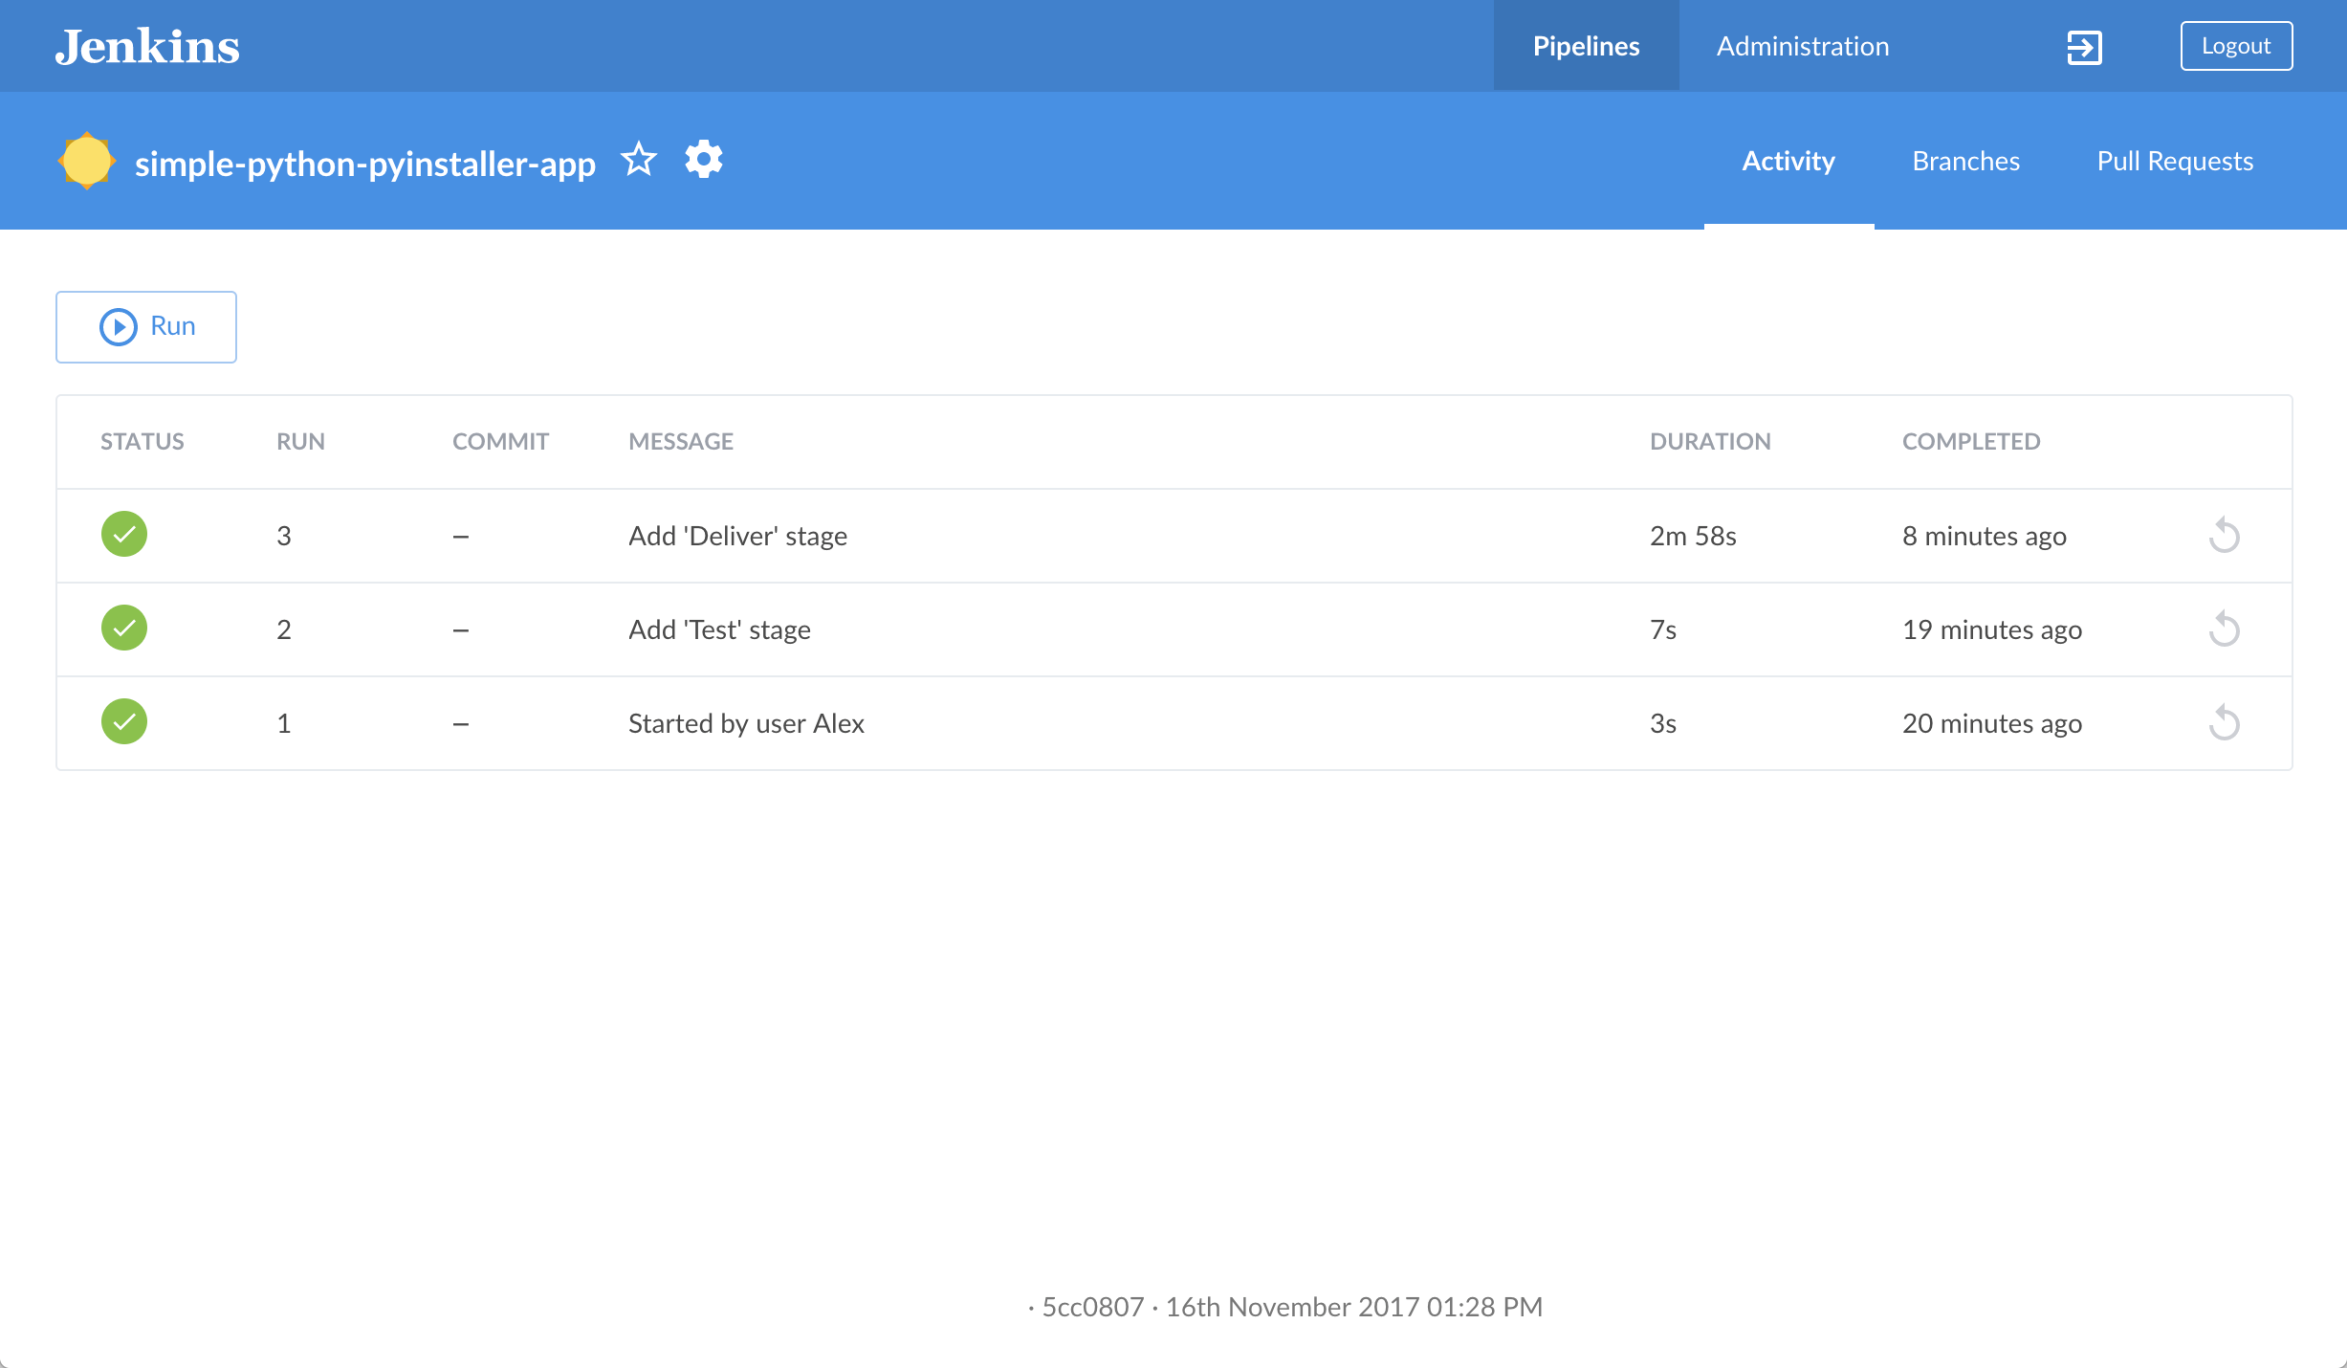 Jenkins Pipelines Administration Logout
simple-python-pyinstaller-app Activity Branches Pull Requests
Run
STATUS RUN COMMIT MESSAGE DURATION COMPLETED
3 – Add 'Deliver' stage 2m 58s 8 minutes ago
2 – Add 'Test' stage 7s 19 minutes ago
1 – Started by user Alex 3s 20 minutes ago
· 5cc0807 · 16th November 2017 01:28 PM